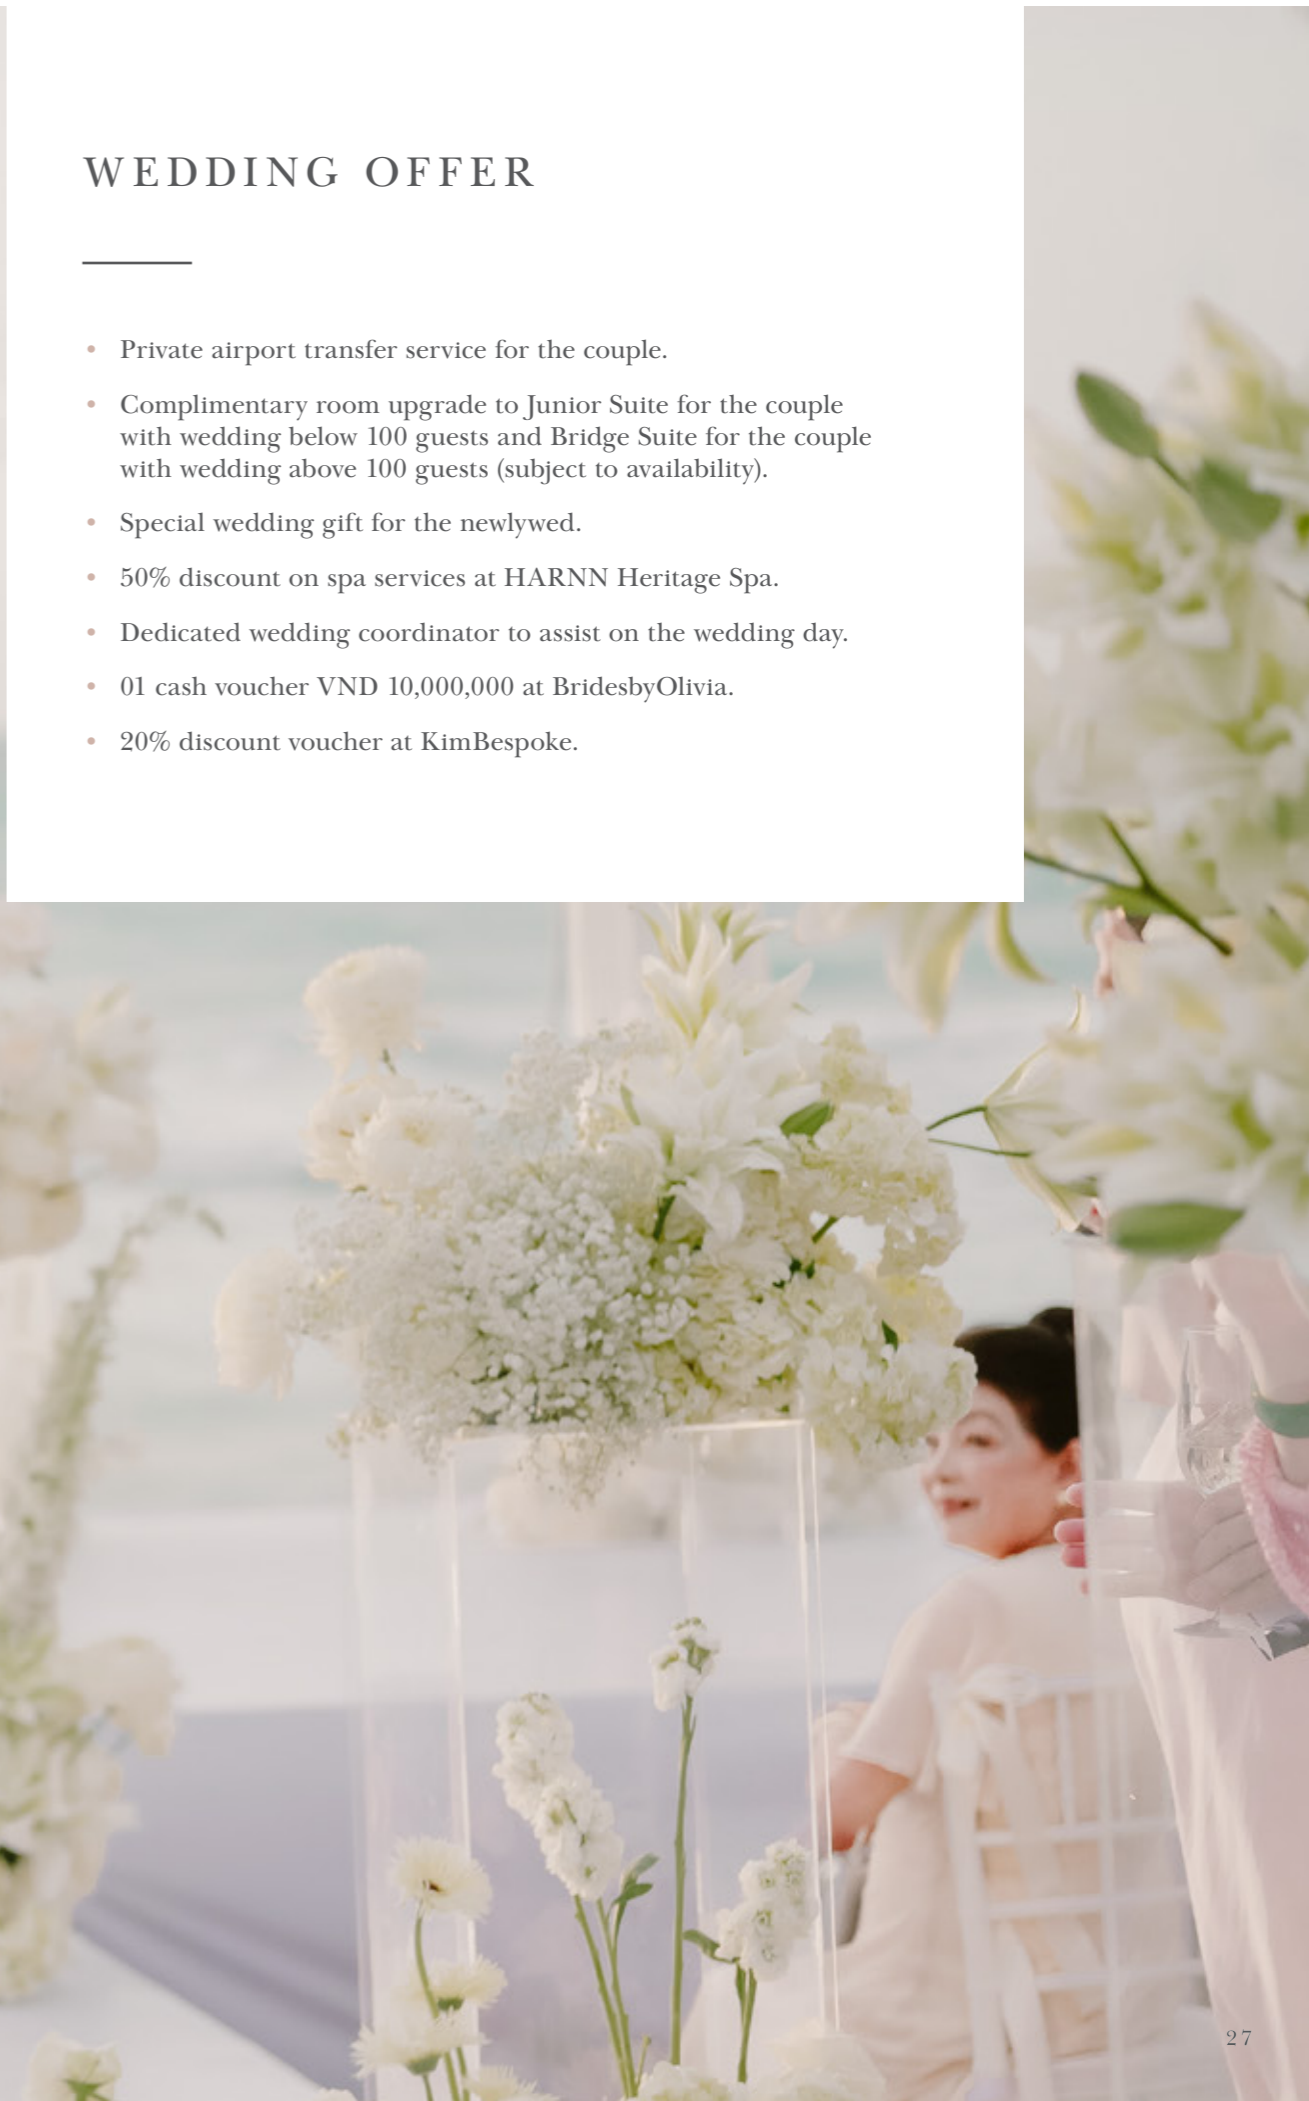 WEDDING OFFER
• Private airport transfer service for the couple.
• Complimentary room upgrade to Junior Suite for the couple
with wedding below 100 guests and Bridge Suite for the couple
with wedding above 100 guests (subject to availability).
• Special wedding gift for the newlywed.
• 50% discount on spa services at HARNN Heritage Spa.
• Dedicated wedding coordinator to assist on the wedding day.
• 01 cash voucher VND 10,000,000 at BridesbyOlivia.
• 20% discount voucher at KimBespoke.
27